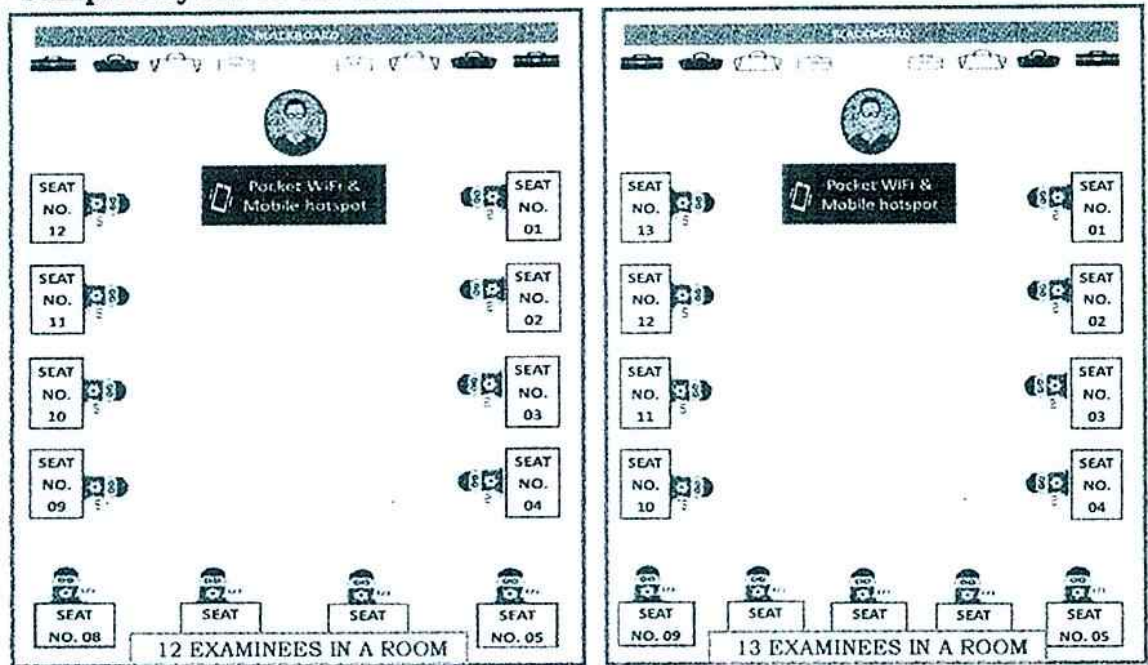 BLACKBOARD
Pocket WiFi &
Mobile hotspot
SEAT
NO.
12
SEAT
NO.
01
SEAT
NO.
11
SEAT
NO.
02
SEAT
NO.
10
SEAT
NO.
03
SEAT
NO.
09
SEAT
NO.
04
SEAT
NO. 08
SEAT
SEAT
SEAT
NO. 05
12 EXAMINEES IN A ROOM
BLACKBOARD
Pocket WiFi &
Mobile hotspot
SEAT
NO.
13
SEAT
NO.
01
SEAT
NO.
12
SEAT
NO.
02
SEAT
NO.
11
SEAT
NO.
03
SEAT
NO.
10
SEAT
NO.
04
SEAT
NO. 09
SEAT
SEAT
SEAT
SEAT
NO. 05
13 EXAMINEES IN A ROOM